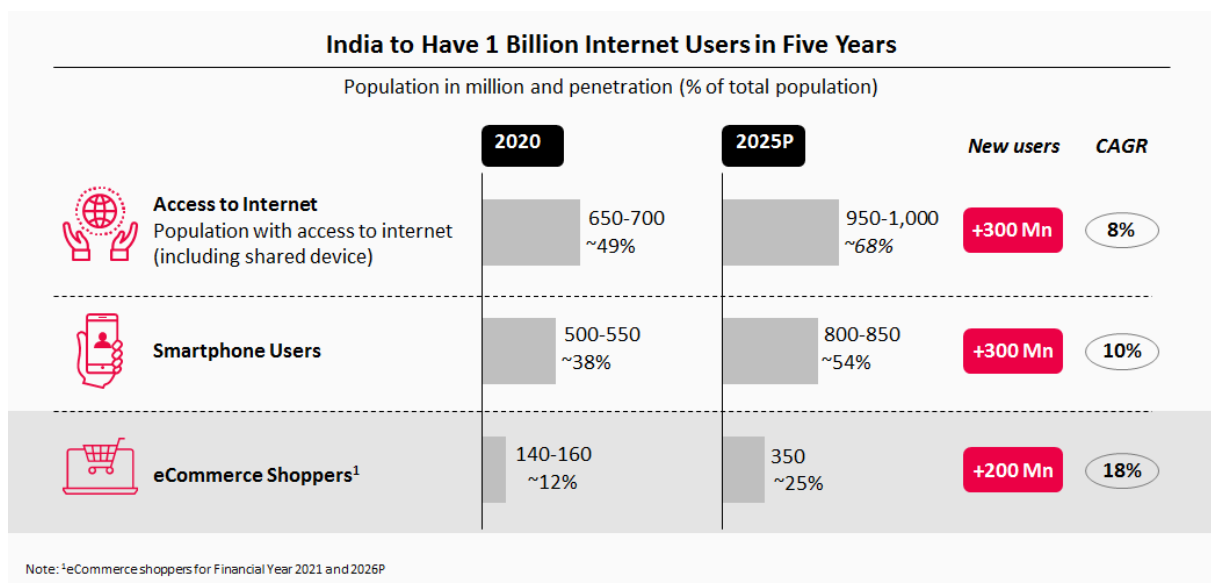 India to Have 1 Billion Internet Users in Five Years
Population in million and penetration (% of total population)
2020
2025P
New users
CAGR
Access to Internet
Population with access to internet
(including shared device)
650-700
~49%
950-1,000
~68%
+300 Mn
8%
Smartphone Users
500-550
~38%
800-850
~54%
+300 Mn
10%
eCommerce Shoppers¹
140-160
~12%
350
~25%
+200 Mn
18%
Note: ¹eCommerce shoppers for Financial Year 2021 and 2026P